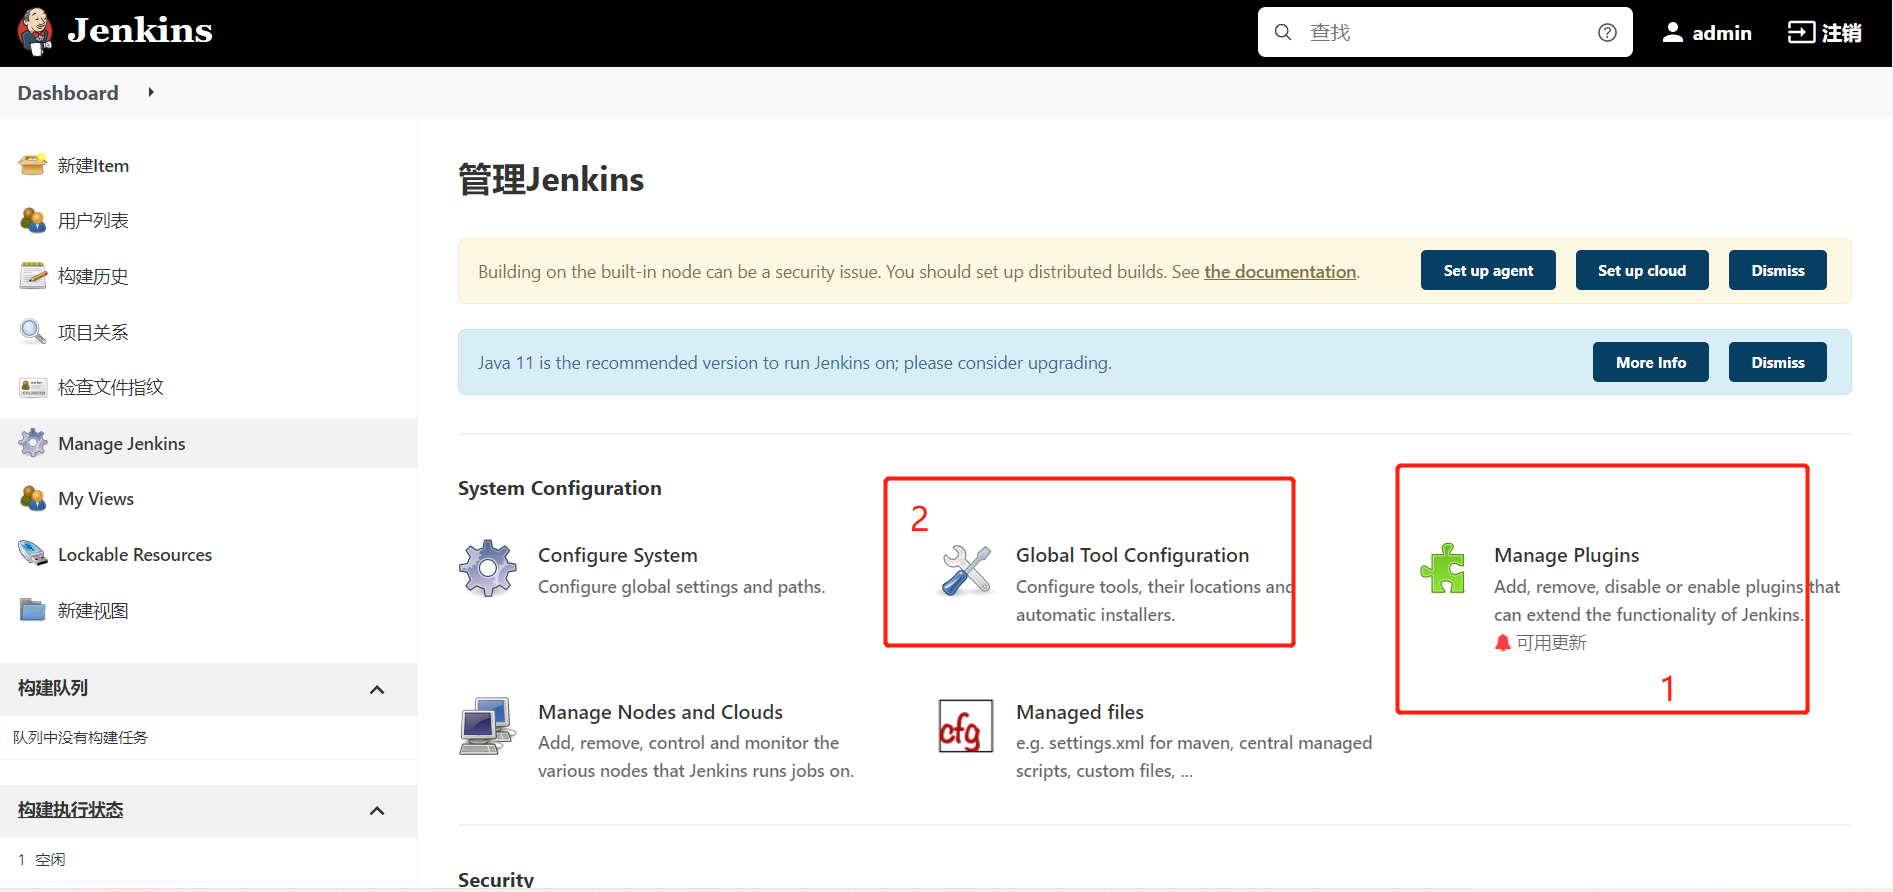 Jenkins
查找
admin
注销
Dashboard
新建Item
用户列表
构建历史
项目关系
检查文件指纹
Manage Jenkins
My Views
Lockable Resources
新建视图
构建队列
队列中没有构建任务
构建执行状态
1 空闲
管理Jenkins
Building on the built-in node can be a security issue. You should set up distributed builds. See the documentation.
Set up agent
Set up cloud
Dismiss
Java 11 is the recommended version to run Jenkins on; please consider upgrading.
More Info
Dismiss
System Configuration
Configure System
Configure global settings and paths.
2
Global Tool Configuration
Configure tools, their locations and
automatic installers.
Manage Plugins
Add, remove, disable or enable plugins that
can extend the functionality of Jenkins.
可用更新
1
Manage Nodes and Clouds
Add, remove, control and monitor the
various nodes that Jenkins runs jobs on.
cfg
Managed files
e.g. settings.xml for maven, central managed
scripts, custom files, ...
Security